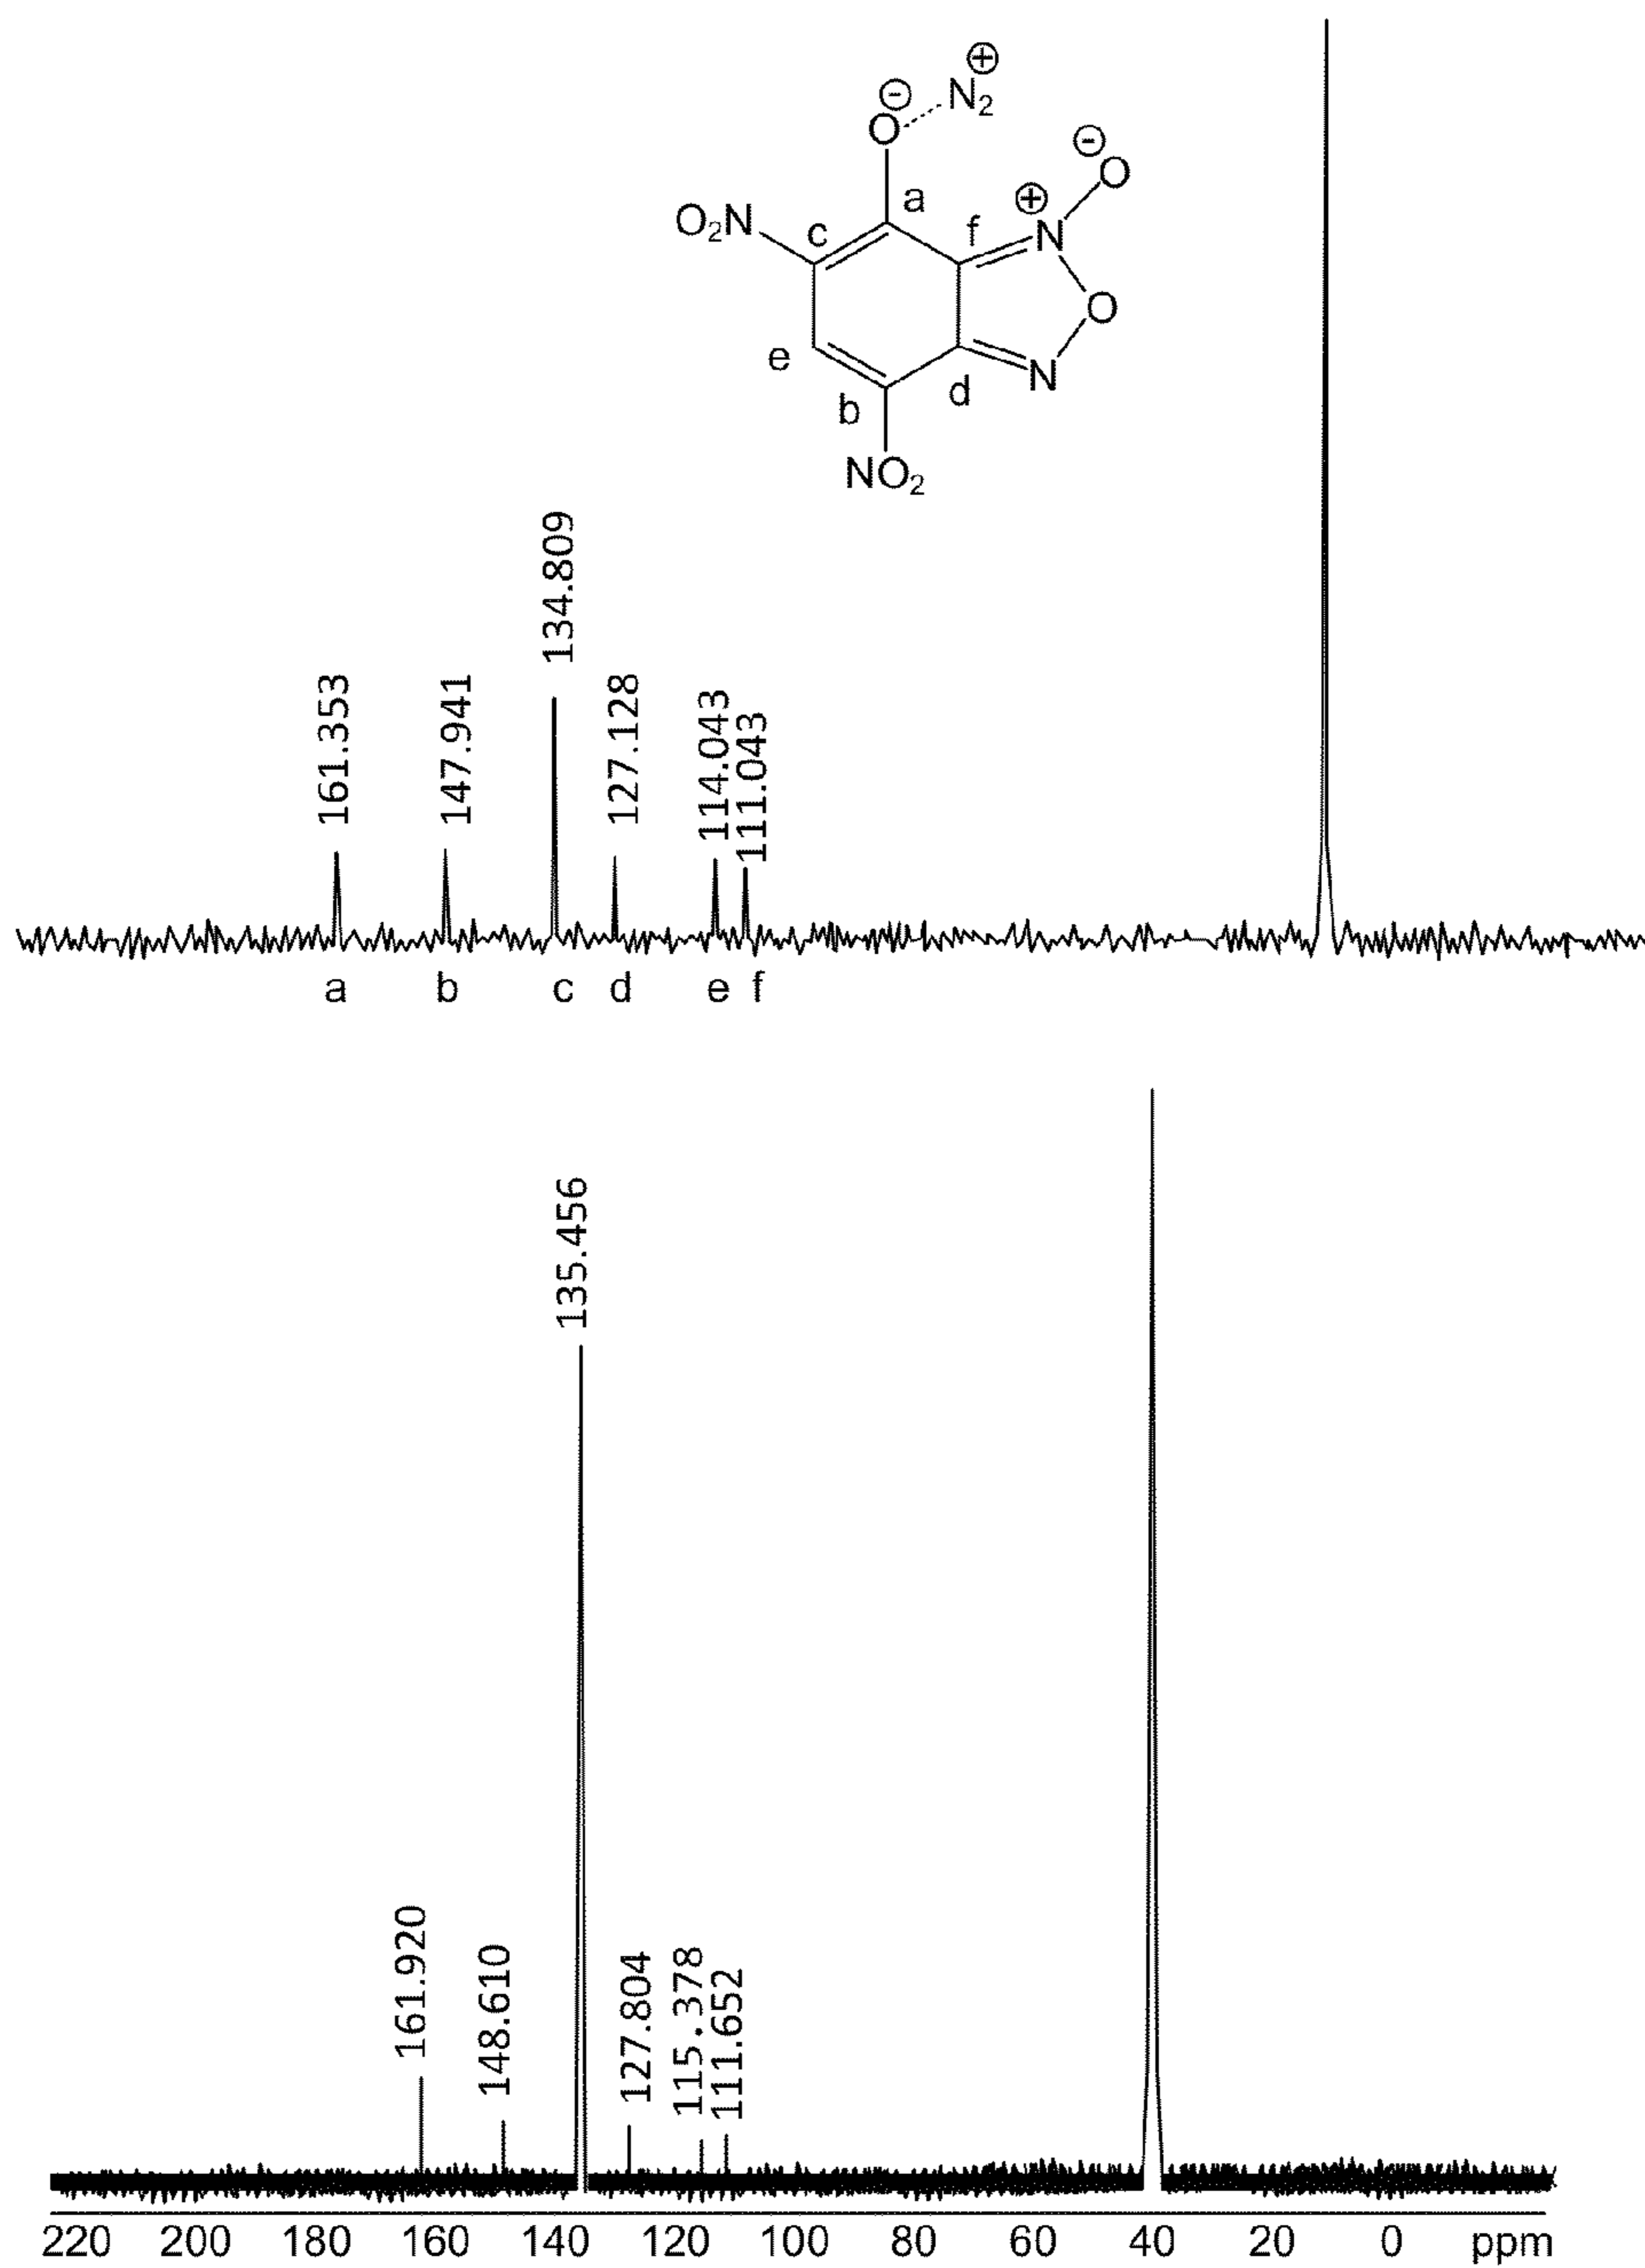 ⊕
⊖ N₂
O
⊖
O
⊕
a
O₂N
c
f
N
O
e
d
N
b
NO₂
134.809
161.353
147.941
127.128
114.043
111.043
a b c d e f
135.456
161.920
148.610
127.804
115.378
111.652
220 200 180 160 140 120 100 80 60 40 20 0 ppm